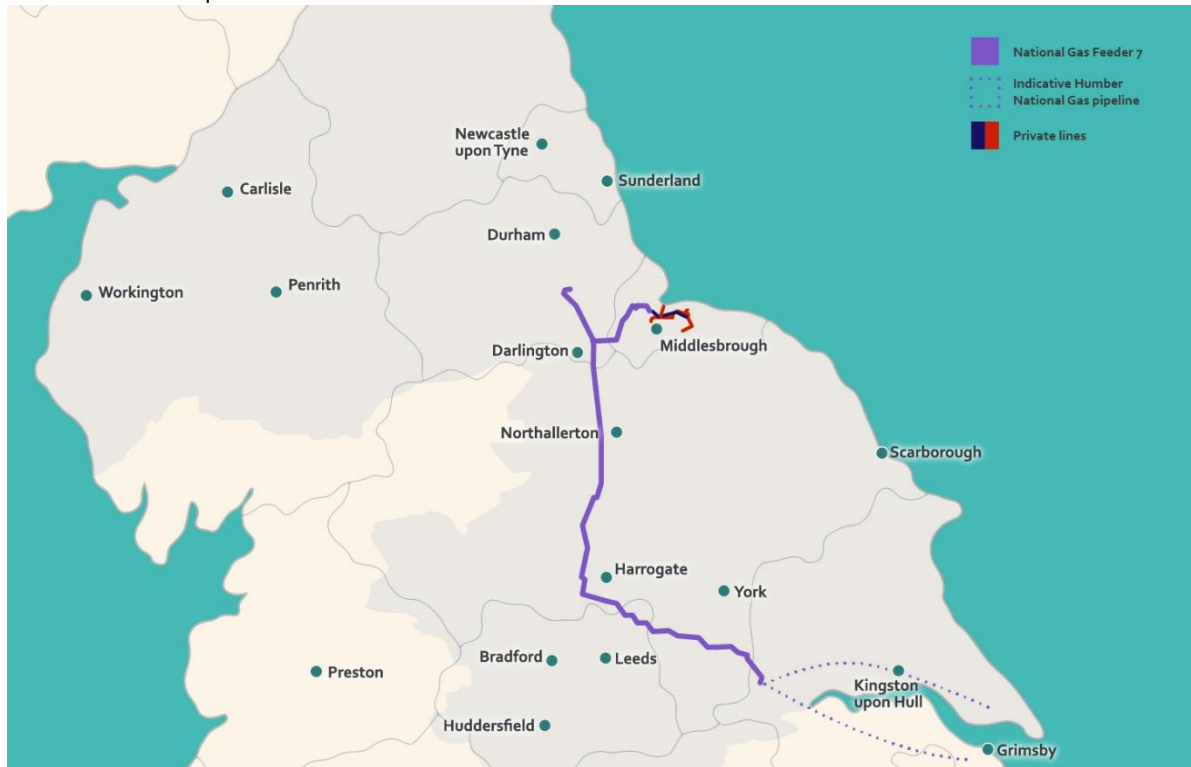 National Gas Feeder 7
Indicative Humber
National Gas pipeline
Private lines
Newcastle
upon Tyne
Sunderland
Carlisle
Durham
Workington
Penrith
Darlington
Middlesbrough
Northallerton
Scarborough
Harrogate
York
Bradford
Leeds
Preston
Kingston
upon Hull
Huddersfield
Grimsby